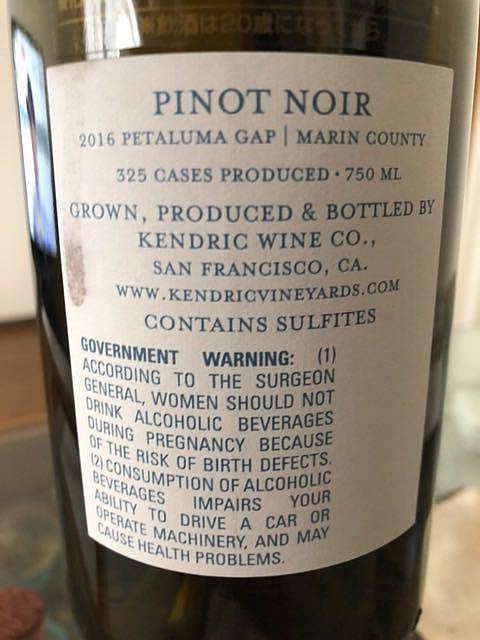 PINOT NOIR
2016 PETALUMA GAP | MARIN COUNTY
325 CASES PRODUCED • 750 ML
GROWN, PRODUCED & BOTTLED BY
KENDRIC WINE CO.,
SAN FRANCISCO, CA.
WWW.KENDRICVINEYARDS.COM
CONTAINS SULFITES
GOVERNMENT WARNING: (1)
ACCORDING TO THE SURGEON
GENERAL, WOMEN SHOULD NOT
DRINK ALCOHOLIC BEVERAGES
DURING PREGNANCY BECAUSE
OF THE RISK OF BIRTH DEFECTS.
(2) CONSUMPTION OF ALCOHOLIC
BEVERAGES IMPAIRS YOUR
ABILITY TO DRIVE A CAR OR
OPERATE MACHINERY, AND MAY
CAUSE HEALTH PROBLEMS.